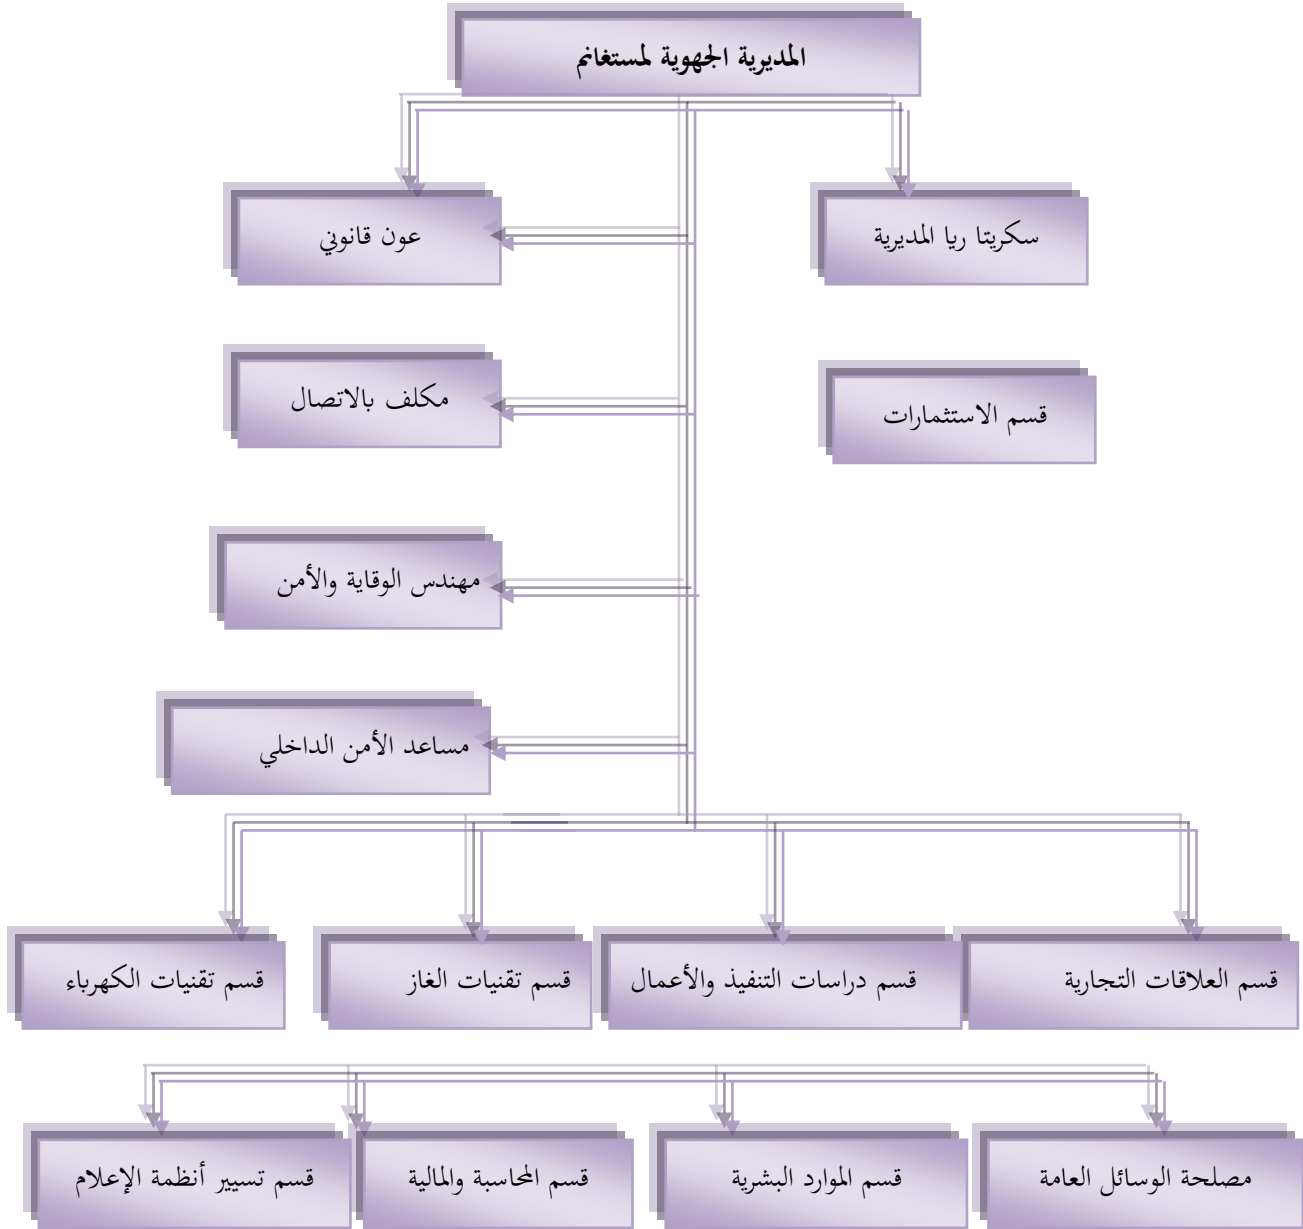 المديرية الجهوية لمستغانم
سكريتا ريا المديرية
عون قانوني
قسم الاستثمارات
مكلف بالاتصال
مهندس الوقاية والأمن
مساعد الأمن الداخلي
قسم العلاقات التجارية
قسم دراسات التنفيذ والأعمال
قسم تقنيات الغاز
قسم تقنيات الكهرباء
مصلحة الوسائل العامة
قسم الموارد البشرية
قسم المحاسبة والمالية
قسم تسيير أنظمة الإعلام